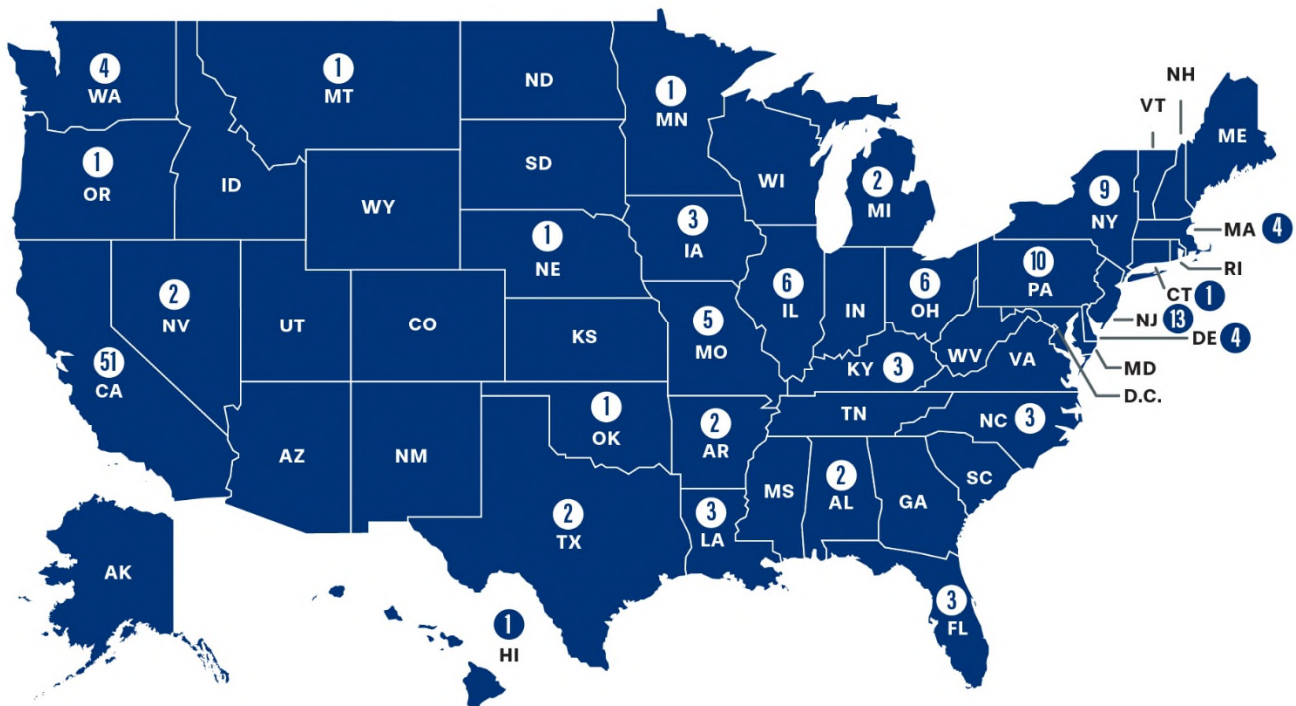 NH
VT
4
WA
1
MT
ND
1
MN
ME
1
OR
ID
SD
WI
2
MI
9
NY
WY
MA 4
3
IA
1
NE
RI
10
PA
CT 1
2
NV
UT
CO
6
IL
IN
6
OH
NJ 13
DE 4
KS
5
MO
WV
VA
MD
51
CA
KY 3
D.C.
1
OK
TN
NC 3
AZ
NM
2
AR
SC
MS
2
AL
GA
2
TX
3
LA
AK
3
FL
1
HI